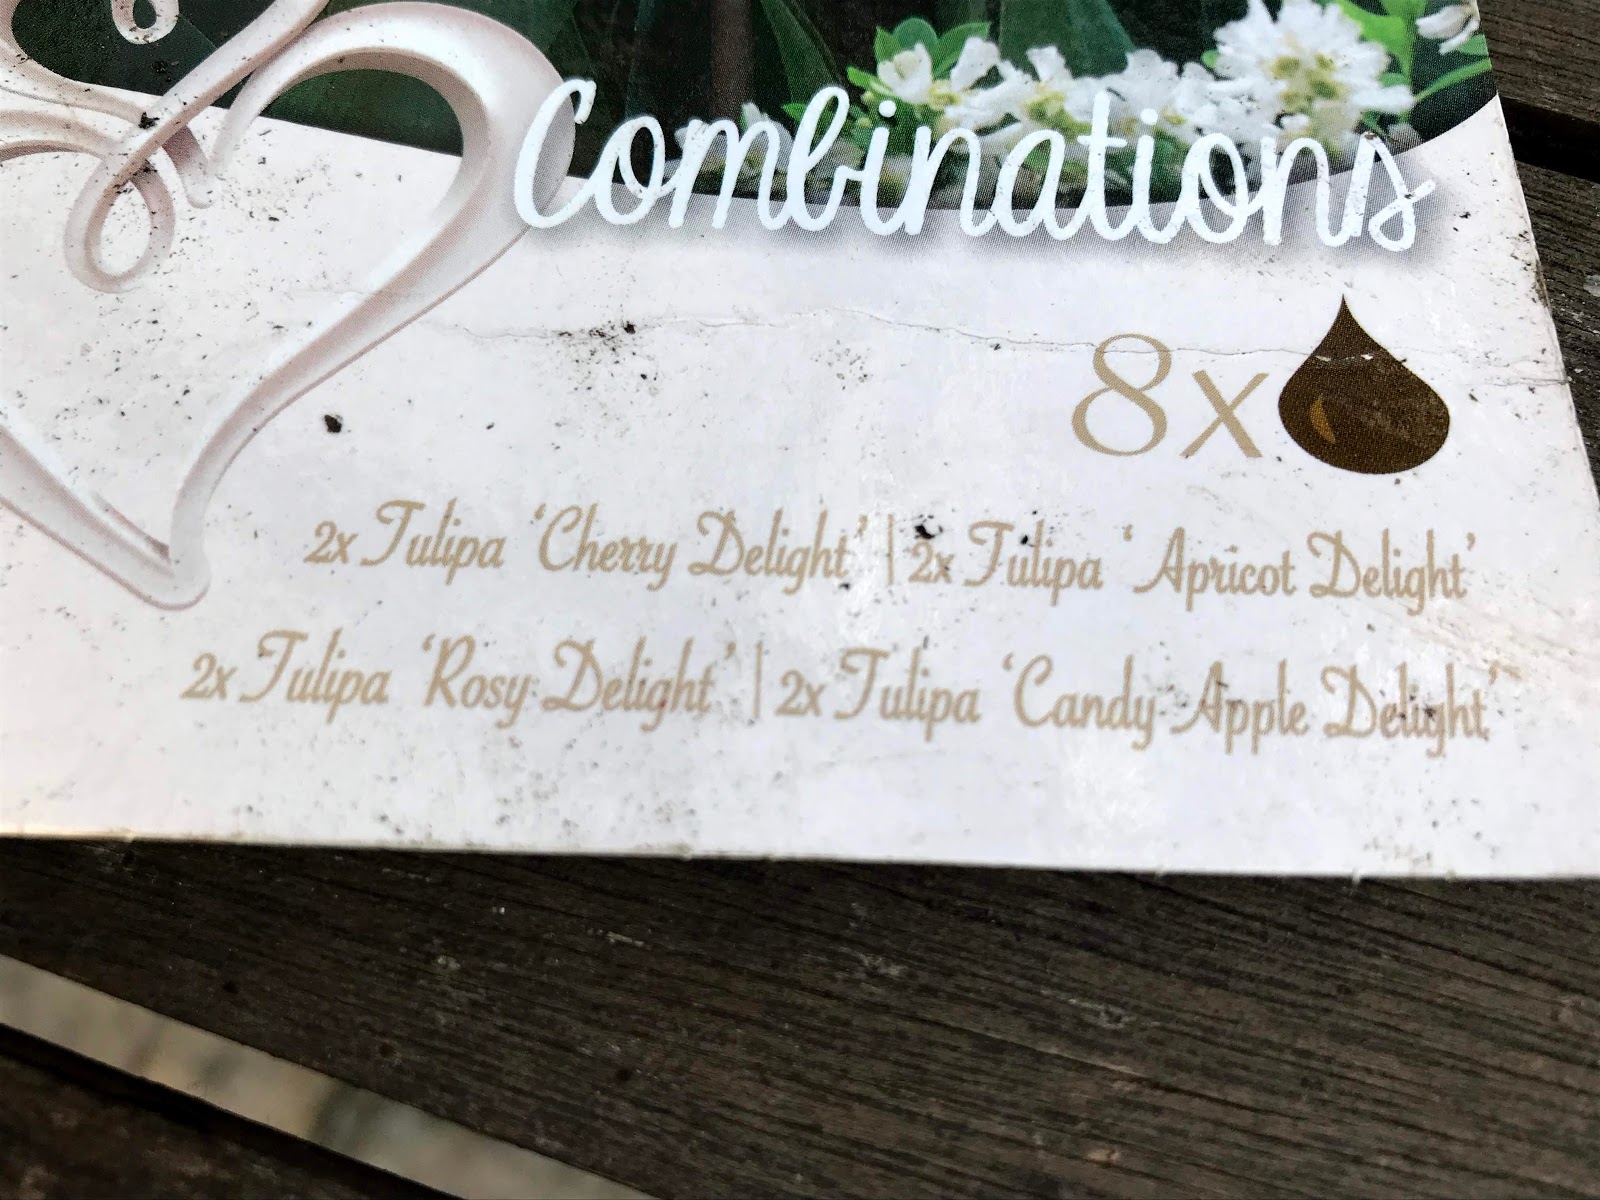 Combinations
8x
2x Tulipa ‘Cherry Delight’ | 2x Tulipa ‘ Apricot Delight’
2x Tulipa ‘Rosy Delight’ | 2x Tulipa ‘Candy Apple Delight’